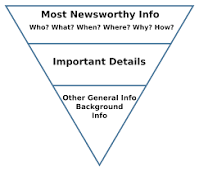 Most Newsworthy Info
Who? What? When? Where? Why? How?
Important Details
Other General Info
Background
Info